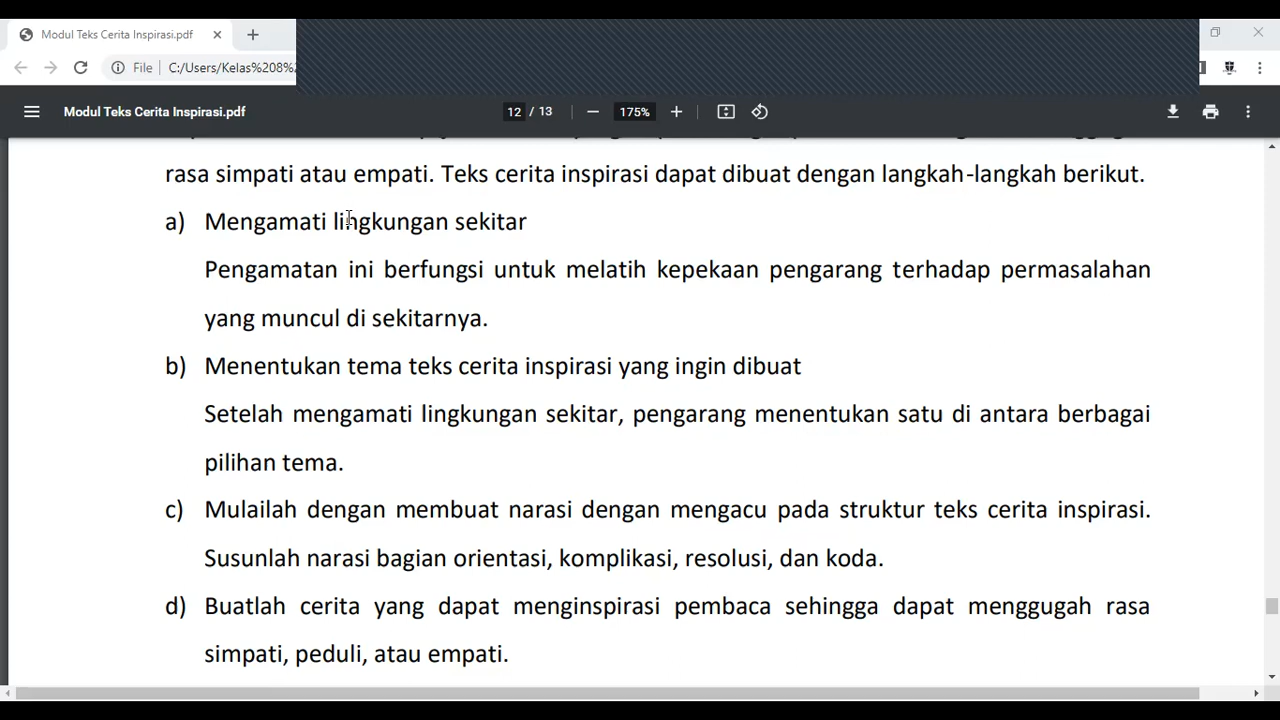 Modul Teks Cerita Inspirasi.pdf
File C:/Users/Kelas%208%
Modul Teks Cerita Inspirasi.pdf 12 / 13 175%
rasa simpati atau empati. Teks cerita inspirasi dapat dibuat dengan langkah-langkah berikut.
a) Mengamati lingkungan sekitar
Pengamatan ini berfungsi untuk melatih kepekaan pengarang terhadap permasalahan
yang muncul di sekitarnya.
b) Menentukan tema teks cerita inspirasi yang ingin dibuat
Setelah mengamati lingkungan sekitar, pengarang menentukan satu di antara berbagai
pilihan tema.
c) Mulailah dengan membuat narasi dengan mengacu pada struktur teks cerita inspirasi.
Susunlah narasi bagian orientasi, komplikasi, resolusi, dan koda.
d) Buatlah cerita yang dapat menginspirasi pembaca sehingga dapat menggugah rasa
simpati, peduli, atau empati.